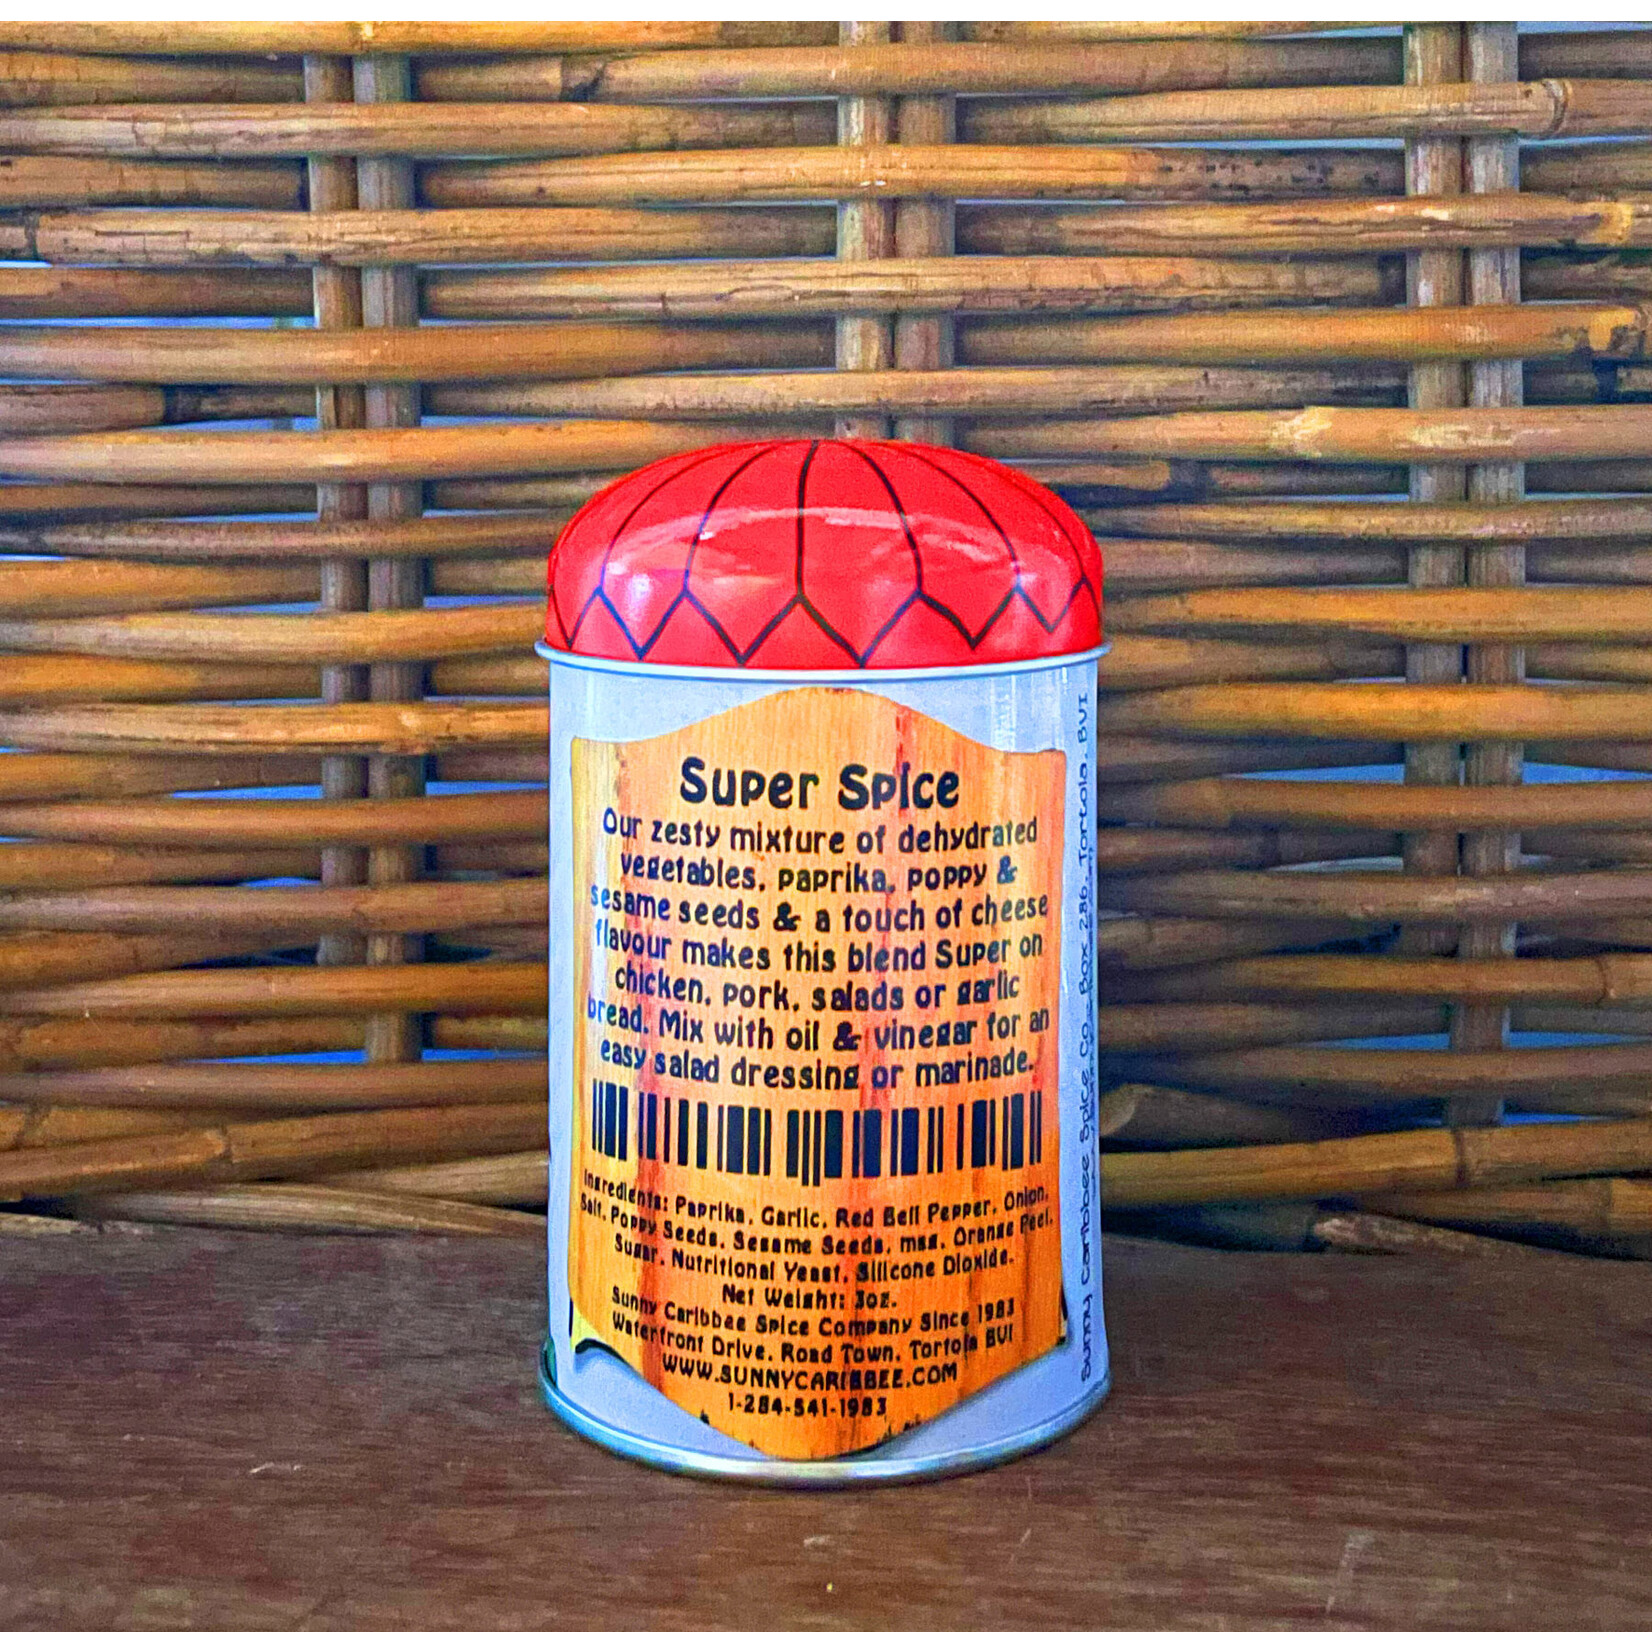 Super Spice
Our zesty mixture of dehydrated
vegetables, paprika, poppy &
sesame seeds & a touch of cheese
flavour makes this blend Super on
chicken, pork, salads or garlic
bread. Mix with oil & vinegar for an
easy salad dressing or marinade.
Ingredients: Paprika, Garlic, Red Bell Pepper, Onion,
Salt, Poppy Seeds, Sesame Seeds, msg, Orange Peel,
Sugar, Nutritional Yeast, Silicone Dioxide.
Net Weight: 3oz.
Sunny Caribbee Spice Company Since 1983
Waterfront Drive, Road Town, Tortola BVI
WWW.SUNNYCARIBBEE.COM
1-284-541-1983
Sunny Caribbee Spice Co. Box 286, Tortola, BVI